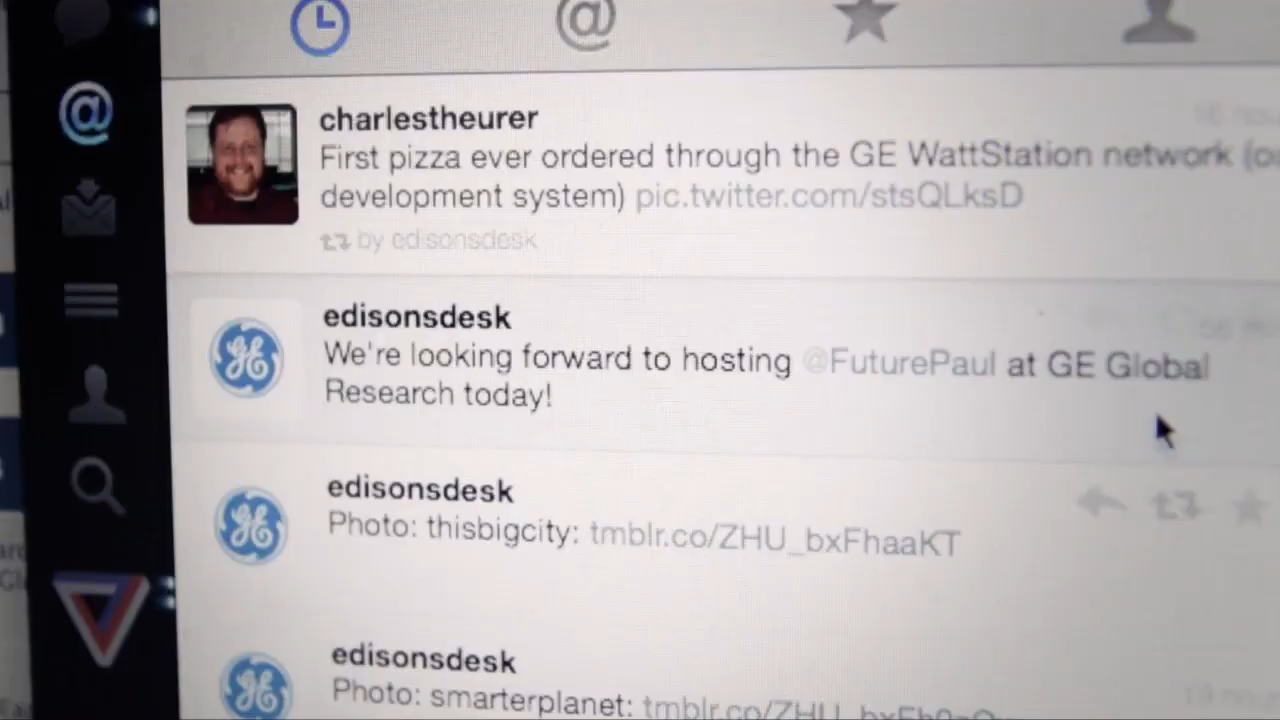 charlestheurer
First pizza ever ordered through the GE WattStation network (o
development system) pic.twitter.com/stsQLksD
by edisonsdesk
edisonsdesk
We're looking forward to hosting @FuturePaul at GE Global
Research today!
edisonsdesk
Photo: thisbigcity: tmblr.co/ZHU_bxFhaaKT
edisonsdesk
Photo: smarterplanet: